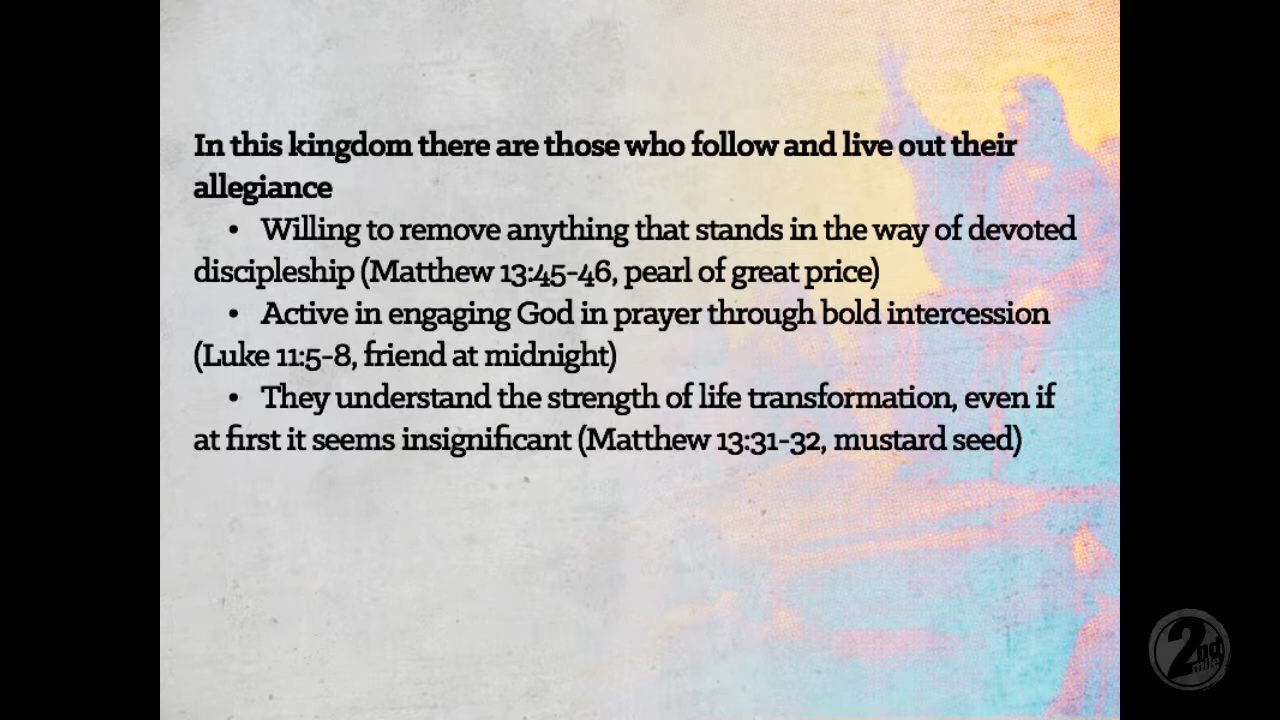 In this kingdom there are those who follow and live out their
allegiance
• Willing to remove anything that stands in the way of devoted
discipleship (Matthew 13:45-46, pearl of great price)
• Active in engaging God in prayer through bold intercession
(Luke 11:5-8, friend at midnight)
• They understand the strength of life transformation, even if
at first it seems insignificant (Matthew 13:31-32, mustard seed)
2nd
mile